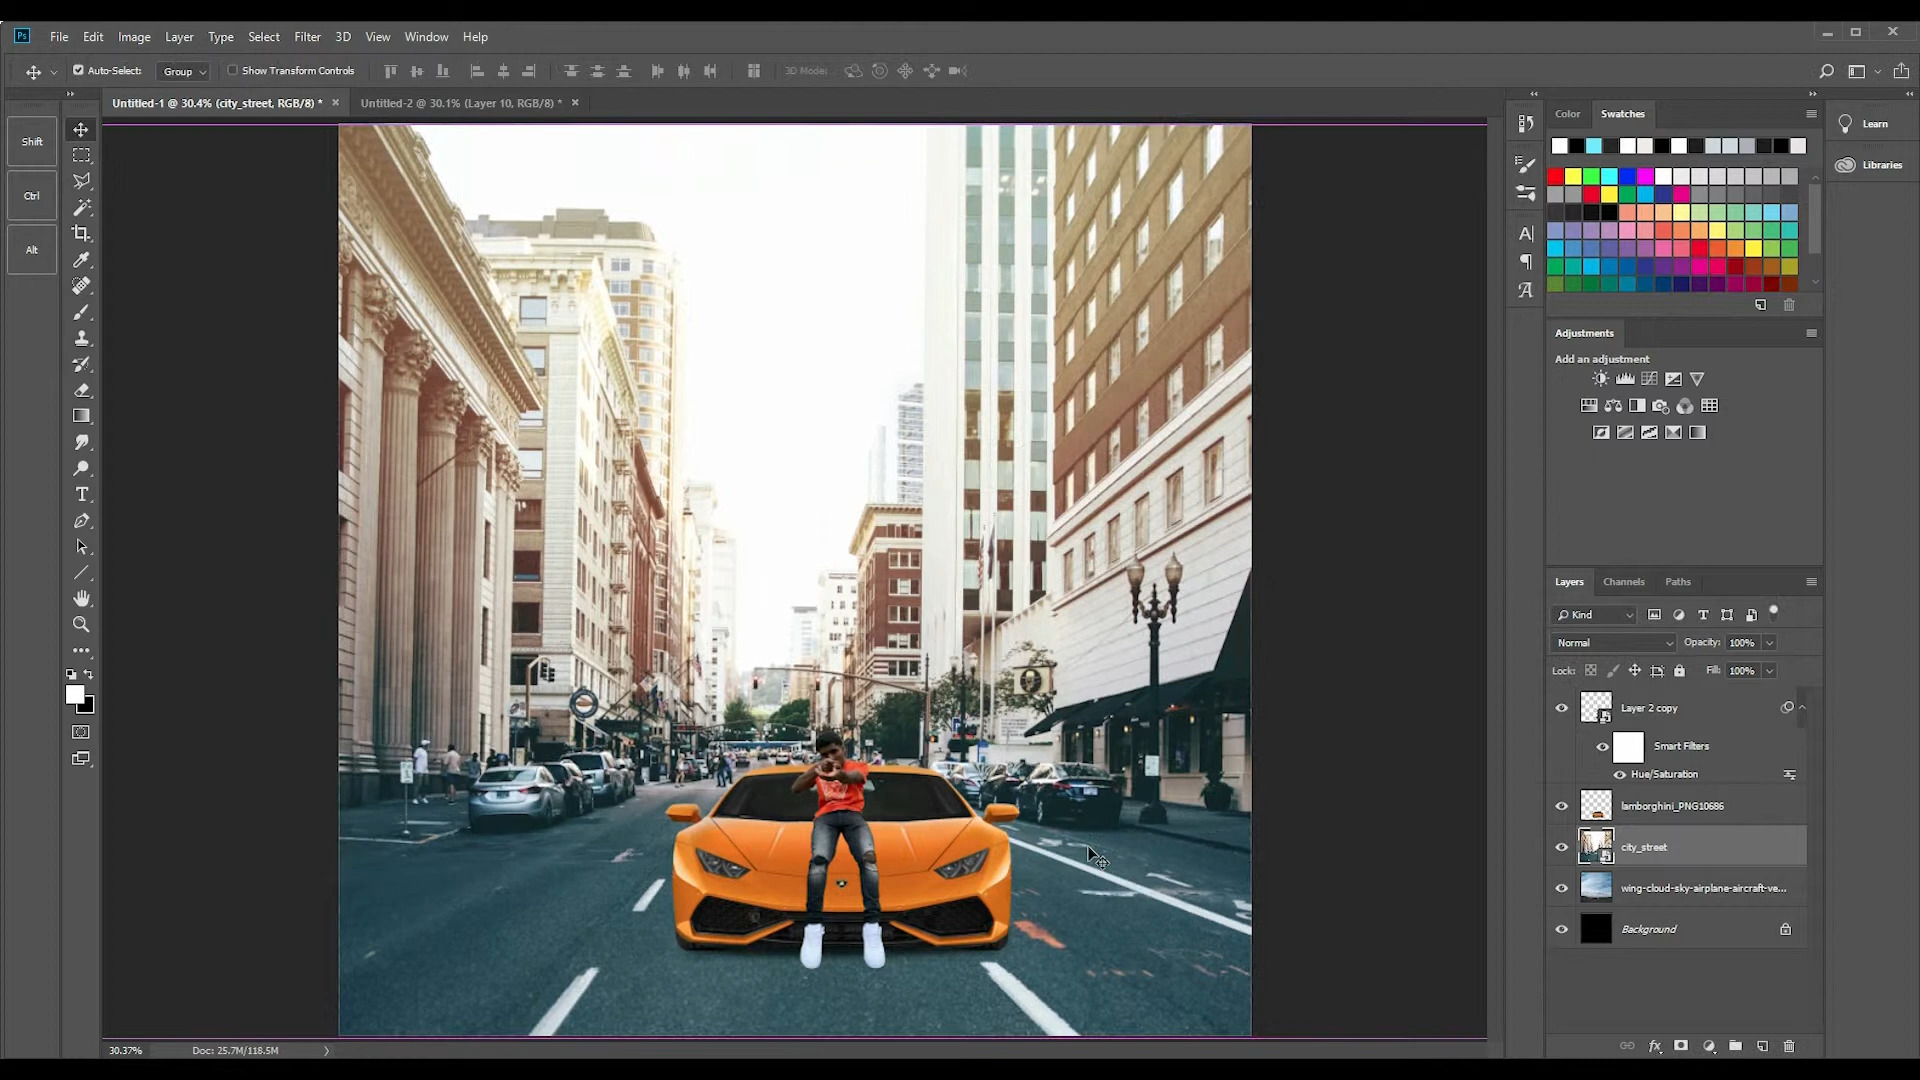 Ps File Edit Image Layer Type Select Filter 3D View Window Help
Auto-Select: Group Show Transform Controls 3D Mode:
Untitled-1 @ 30.4% (city_street, RGB/8) * × Untitled-2 @ 30.1% (Layer 10, RGB/8) * ×
Shift
Ctrl
Alt
Color Swatches
Learn
Libraries
Adjustments
Add an adjustment
Layers Channels Paths
Kind
Normal Opacity: 100%
Lock: Fill: 100%
Layer 2 copy
Smart Filters
Hue/Saturation
lamborghini_PNG10686
city_street
wing-cloud-sky-airplane-aircraft-ve...
Background
30.37% Doc: 25.7M/118.5M